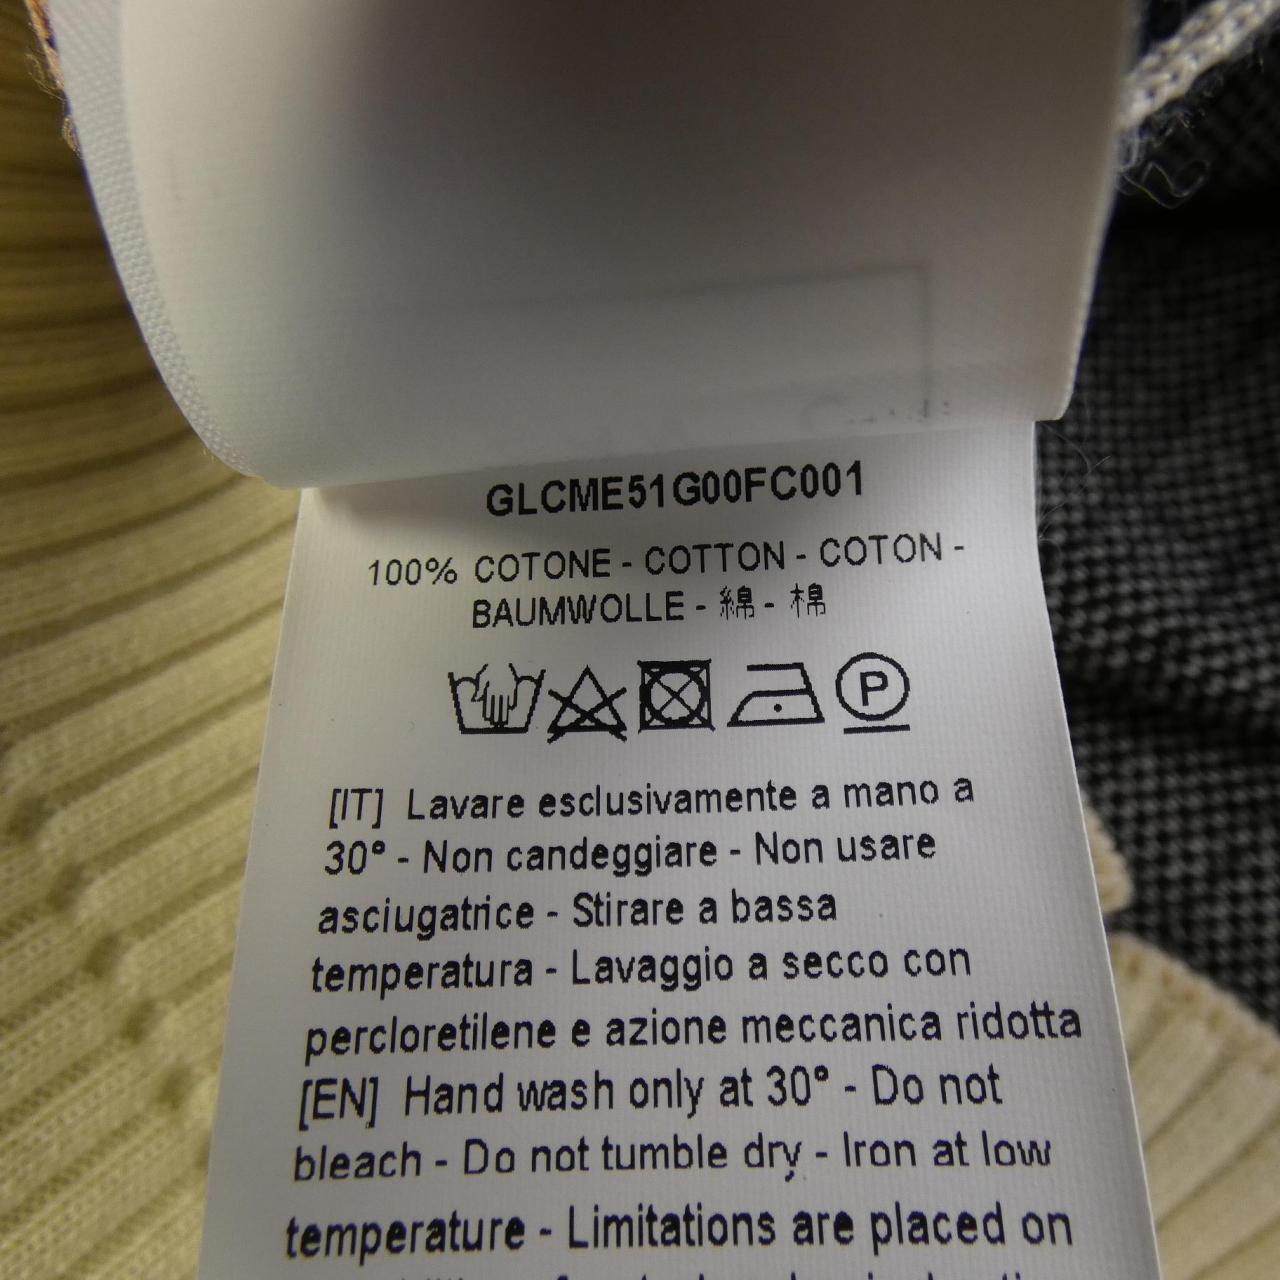 GLCME51G00FC001
100% COTONE - COTTON - COTON -
BAUMWOLLE - 綿 - 棉
P
[IT] Lavare esclusivamente a mano a
30° - Non candeggiare - Non usare
asciugatrice - Stirare a bassa
temperatura - Lavaggio a secco con
percloretilene e azione meccanica ridotta
[EN] Hand wash only at 30° - Do not
bleach - Do not tumble dry - Iron at low
temperature - Limitations are placed on